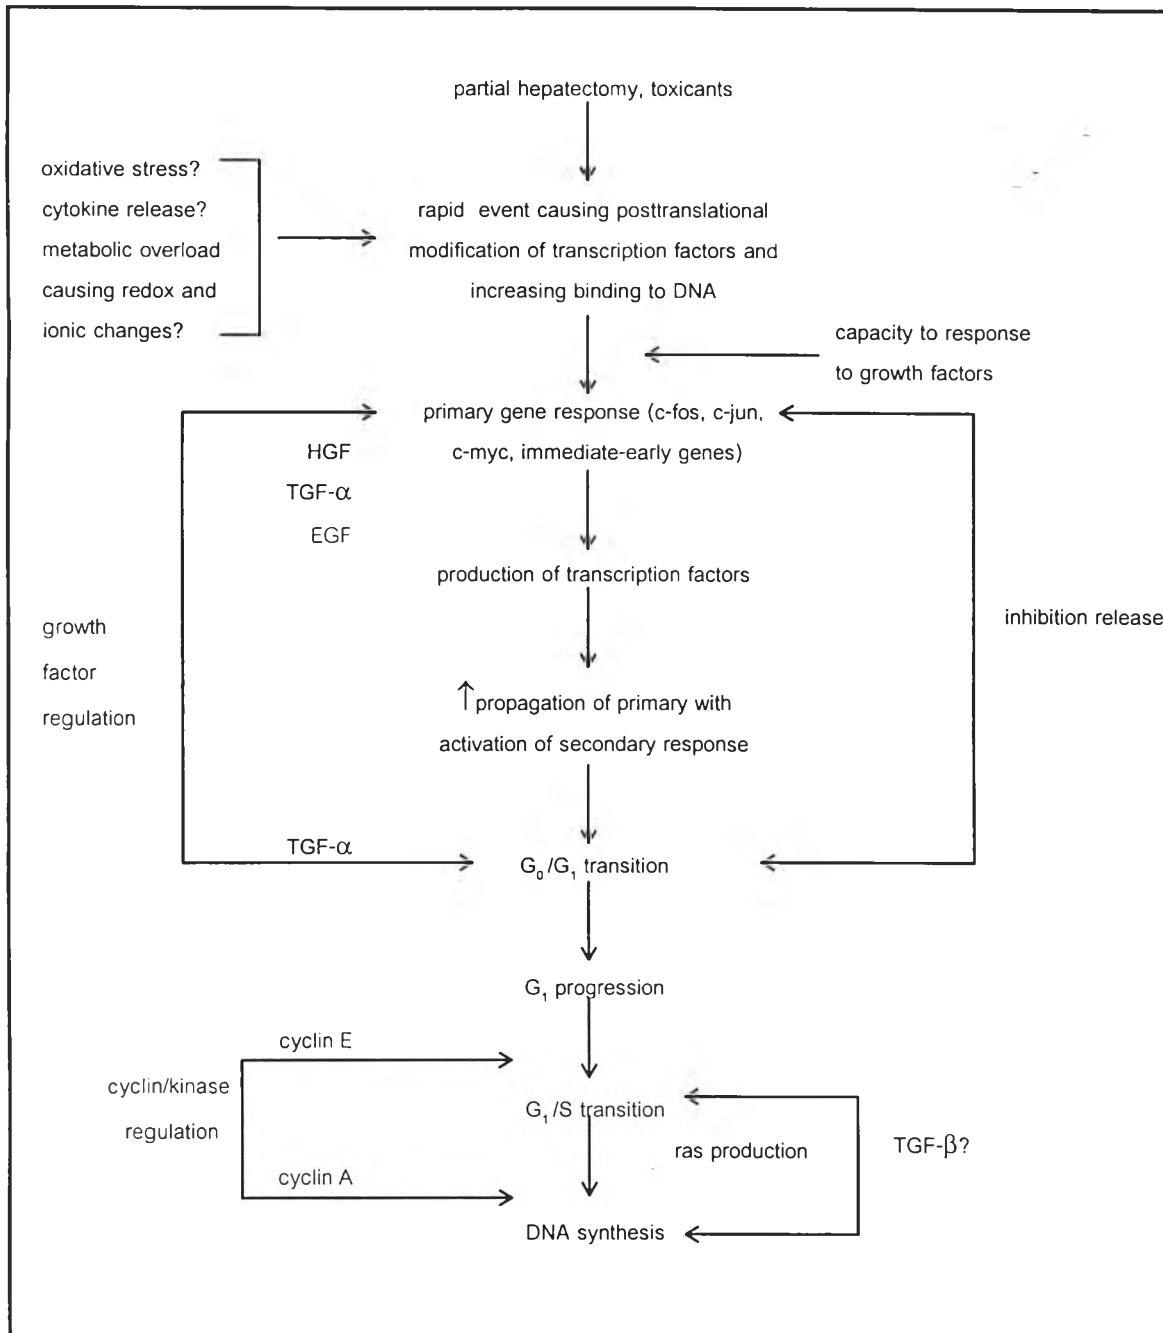 partial hepatectomy, toxicants
oxidative stress?
cytokine release?
metabolic overload
causing redox and
ionic changes?
rapid event causing posttranslational
modification of transcription factors and
increasing binding to DNA
capacity to response
to growth factors
primary gene response (c-fos, c-jun,
c-myc, immediate-early genes)
HGF
TGF-α
EGF
production of transcription factors
growth
factor
regulation
inhibition release
↑propagation of primary with
activation of secondary response
TGF-α
G₀/G₁ transition
G₁ progression
cyclin E
cyclin/kinase
regulation
G₁/S transition
ras production
TGF-β?
cyclin A
DNA synthesis